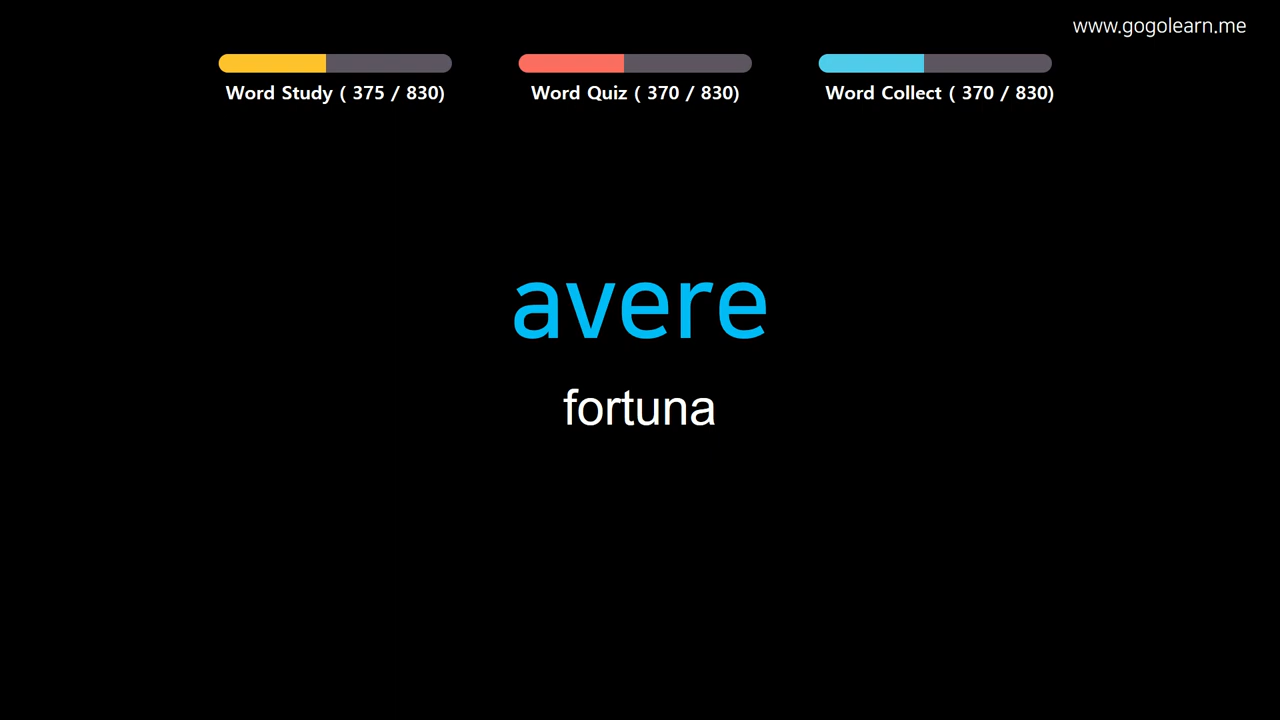 www.gogolearn.me
Word Study ( 375 / 830)
Word Quiz ( 370 / 830)
Word Collect ( 370 / 830)
avere
fortuna